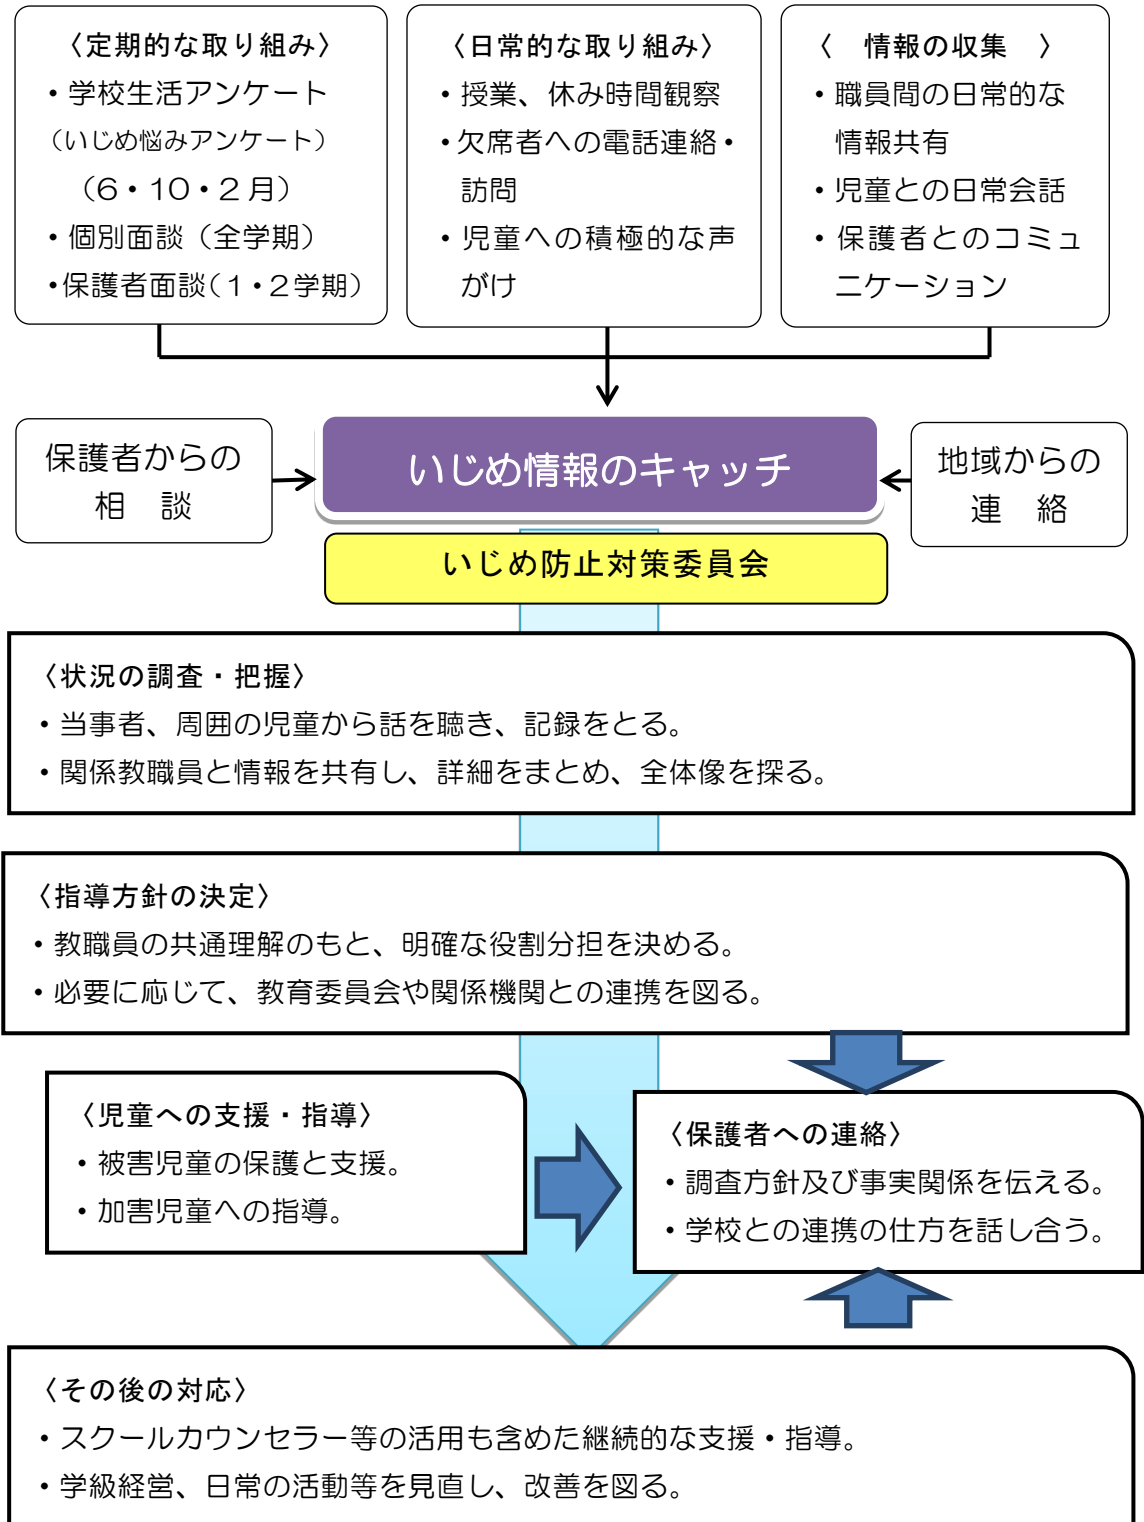 〈定期的な取り組み〉
・学校生活アンケート
（いじめ悩みアンケート）
（6・10・2月）
・個別面談（全学期）
・保護者面談（1・2学期）
〈日常的な取り組み〉
・授業、休み時間観察
・欠席者への電話連絡・
訪問
・児童への積極的な声
がけ
〈　情報の収集　〉
・職員間の日常的な
情報共有
・児童との日常会話
・保護者とのコミュ
ニケーション
保護者からの
相　談
いじめ情報のキャッチ
地域からの
連　絡
いじめ防止対策委員会
〈状況の調査・把握〉
・当事者、周囲の児童から話を聴き、記録をとる。
・関係教職員と情報を共有し、詳細をまとめ、全体像を探る。
〈指導方針の決定〉
・教職員の共通理解のもと、明確な役割分担を決める。
・必要に応じて、教育委員会や関係機関との連携を図る。
〈児童への支援・指導〉
・被害児童の保護と支援。
・加害児童への指導。
〈保護者への連絡〉
・調査方針及び事実関係を伝える。
・学校との連携の仕方を話し合う。
〈その後の対応〉
・スクールカウンセラー等の活用も含めた継続的な支援・指導。
・学級経営、日常の活動等を見直し、改善を図る。